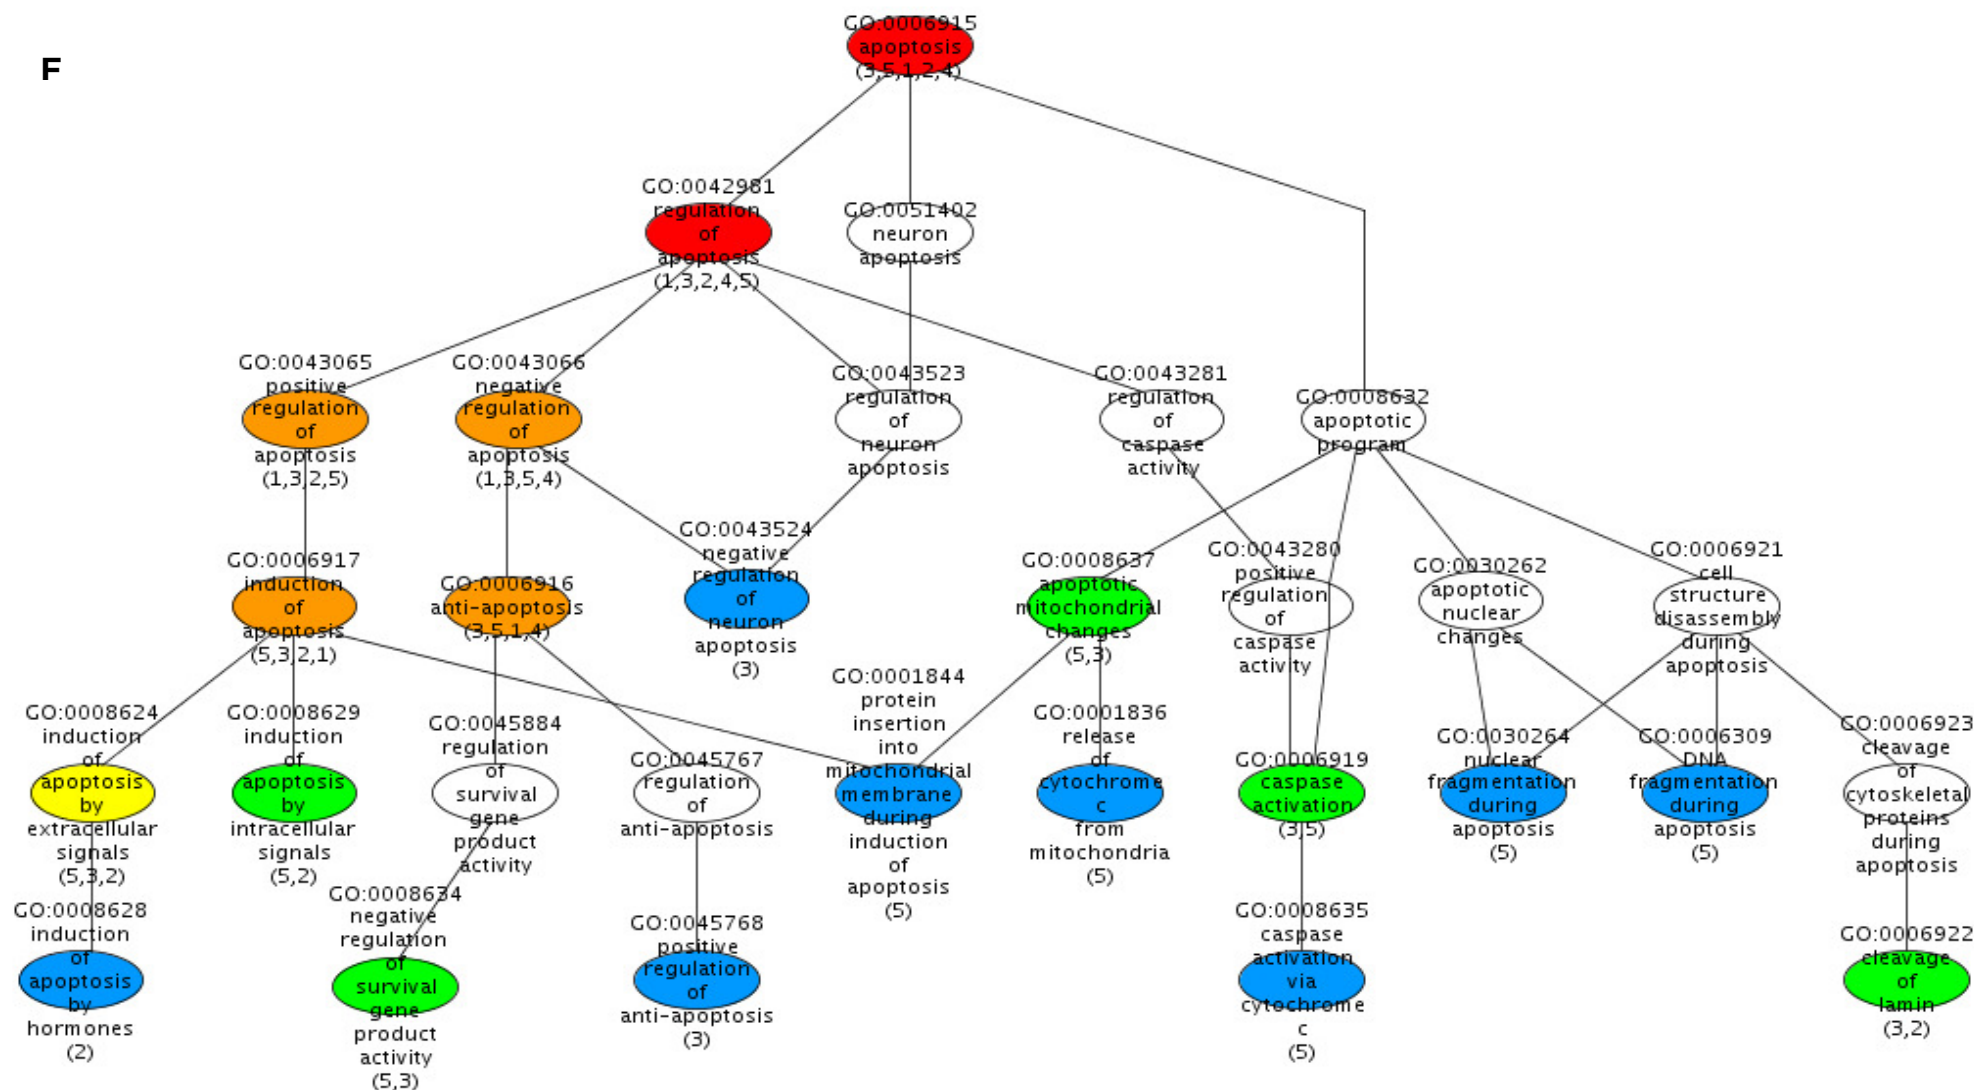 F
GO:0006915
apoptosis
(3,5,1,2,4)
GO:0042981
regulation
of
apoptosis
(1,3,2,4,5)
GO:0051402
neuron
apoptosis
GO:0043065
positive
regulation
of
apoptosis
(1,3,2,5)
GO:0043066
negative
regulation
of
apoptosis
(1,3,5,4)
GO:0043523
regulation
of
neuron
apoptosis
GO:0043281
regulation
of
caspase
activity
GO:0008632
apoptotic
program
GO:0006917
induction
of
apoptosis
(5,3,2,1)
GO:0006916
anti-apoptosis
(3,5,1,4)
GO:0043524
negative
regulation
of
neuron
apoptosis
(3)
GO:0008637
apoptotic
mitochondrial
changes
(5,3)
GO:0043280
positive
regulation
of
caspase
activity
GO:0030262
apoptotic
nuclear
changes
GO:0006921
cell
structure
disassembly
during
apoptosis
GO:0008624
induction
of
apoptosis
by
extracellular
signals
(5,3,2)
GO:0008629
induction
of
apoptosis
by
intracellular
signals
(5,2)
GO:0045884
regulation
of
survival
gene
product
activity
GO:0045767
regulation
of
anti-apoptosis
GO:0001844
protein
insertion
into
mitochondrial
membrane
during
induction
of
apoptosis
(5)
GO:0001836
release
of
cytochrome
c
from
mitochondria
(5)
GO:0006919
caspase
activation
(3,5)
GO:0030264
nuclear
fragmentation
during
apoptosis
(5)
GO:0006309
DNA
fragmentation
during
apoptosis
(5)
GO:0006923
cleavage
of
cytoskeletal
proteins
during
apoptosis
GO:0008628
induction
of
apoptosis
by
hormones
(2)
GO:0008634
negative
regulation
of
survival
gene
product
activity
(5,3)
GO:0045768
positive
regulation
of
anti-apoptosis
(3)
GO:0008635
caspase
activation
via
cytochrome
c
(5)
GO:0006922
cleavage
of
lamin
(3,2)